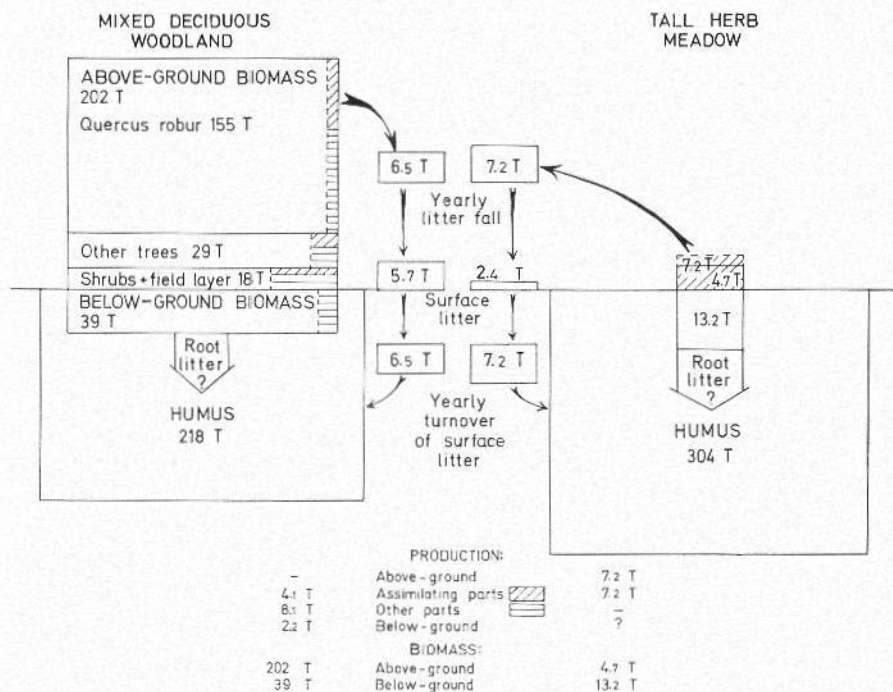 MIXED DECIDUOUS
WOODLAND
TALL HERB
MEADOW
ABOVE-GROUND BIOMASS
202 T
Quercus robur 155 T
Other trees 29 T
Shrubs + field layer 18 T
BELOW-GROUND BIOMASS
39 T
Root
litter
?
HUMUS
218 T
6.5 T
7.2 T
Yearly
litter fall
5.7 T
2.4 T
Surface
litter
6.5 T
7.2 T
Yearly
turnover
of surface
litter
7.2 T
4.7 T
13.2 T
Root
litter
?
HUMUS
304 T
PRODUCTION:
– Above-ground 7.2 T
4.1 T Assimilating parts 7.2 T
8.1 T Other parts –
2.2 T Below-ground ?
BIOMASS:
202 T Above-ground 4.7 T
39 T Below-ground 13.2 T